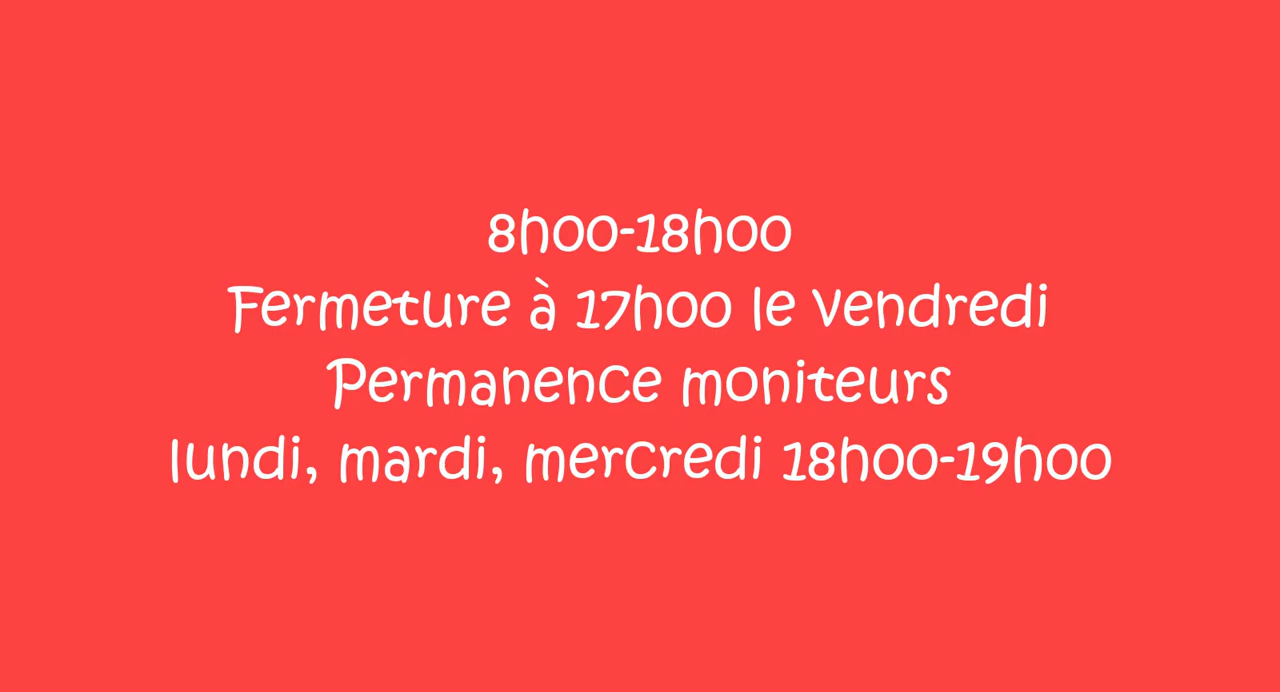 8h00-18h00
Fermeture à 17h00 le vendredi
Permanence moniteurs
lundi, mardi, mercredi 18h00-19h00